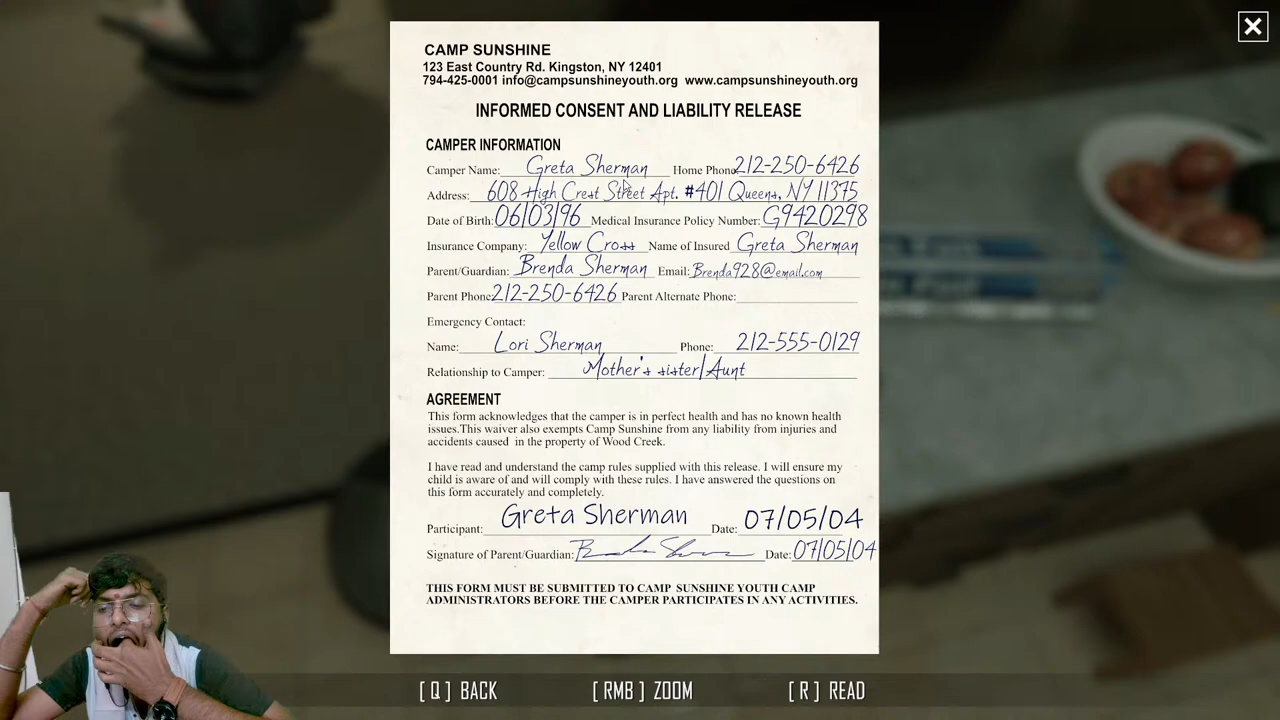 CAMP SUNSHINE
123 East Country Rd. Kingston, NY 12401
794-425-0001 info@campsunshineyouth.org www.campsunshineyouth.org
INFORMED CONSENT AND LIABILITY RELEASE
CAMPER INFORMATION
Camper Name: Greta Sherman Home Phone 212-250-6426
Address: 608 High Crest Street Apt. #401 Queens, NY 11375
Date of Birth: 06/03/96 Medical Insurance Policy Number: G9420298
Insurance Company: Yellow Cross Name of Insured Greta Sherman
Parent/Guardian: Brenda Sherman Email: Brenda928@email.com
Parent Phone 212-250-6426 Parent Alternate Phone:
Emergency Contact:
Name: Lori Sherman Phone: 212-555-0129
Relationship to Camper: Mother's sister/Aunt
AGREEMENT
This form acknowledges that the camper is in perfect health and has no known health
issues.This waiver also exempts Camp Sunshine from any liability from injuries and
accidents caused in the property of Wood Creek.
I have read and understand the camp rules supplied with this release. I will ensure my
child is aware of and will comply with these rules. I have answered the questions on
this form accurately and completely.
Participant: Greta Sherman Date: 07/05/04
Signature of Parent/Guardian: Date: 07/05/04
THIS FORM MUST BE SUBMITTED TO CAMP SUNSHINE YOUTH CAMP
ADMINISTRATORS BEFORE THE CAMPER PARTICIPATES IN ANY ACTIVITIES.
[ Q ] BACK [ RMB ] ZOOM [ R ] READ